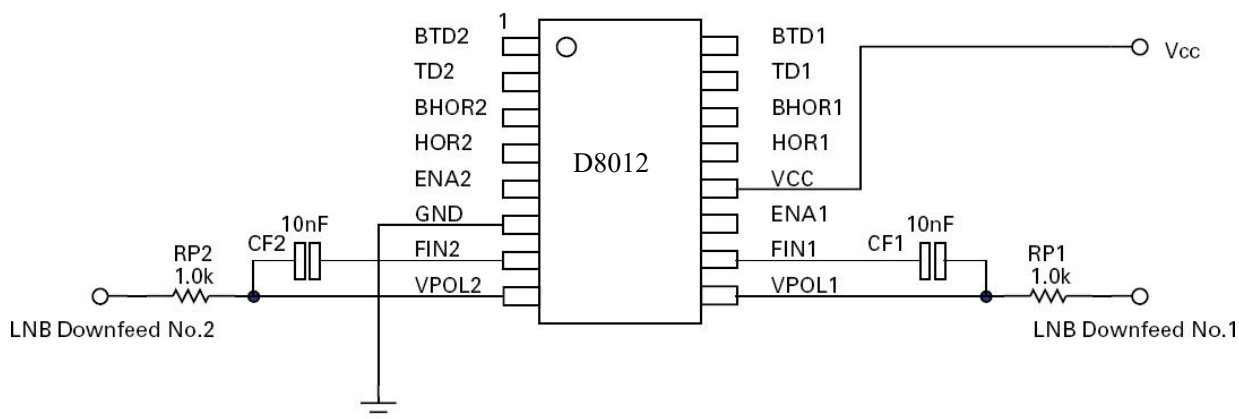 1
BTD2
BTD1
Vcc
TD2
TD1
BHOR2
BHOR1
HOR2
HOR1
D8012
ENA2
VCC
GND
ENA1
10nF
10nF
CF2
FIN2
FIN1
CF1
RP2
1.0k
RP1
1.0k
VPOL2
VPOL1
LNB Downfeed No.2
LNB Downfeed No.1